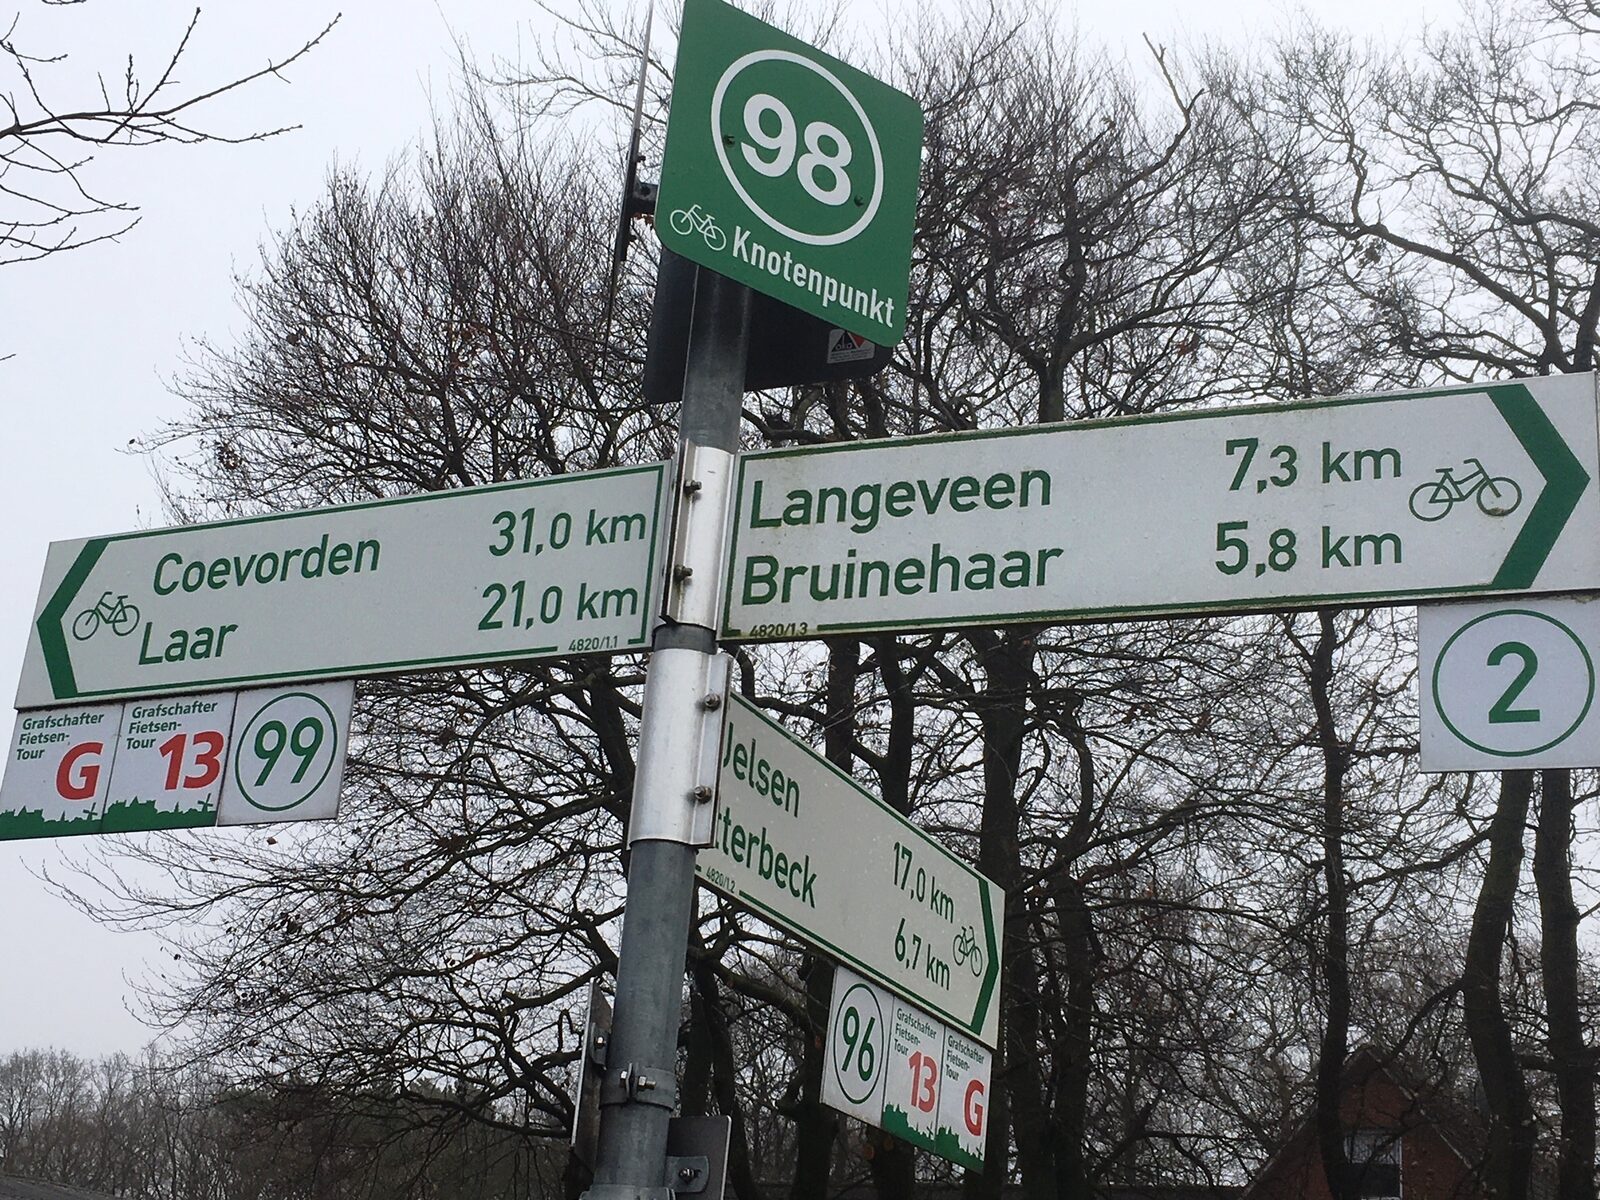 98
Knotenpunkt
Coevorden 31,0 km
Laar 21,0 km
4820/1.1
Grafschafter
Fietsen-
Tour G
Grafschafter
Fietsen-
Tour 13
99
Langeveen 7,3 km
Bruinehaar 5,8 km
4820/1.3
2
elsen 17,0 km
tterbeck 6,7 km
4820/1.2
96
Grafschafter
Fietsen-
Tour 13
Grafschafter
Fietsen-
Tour G